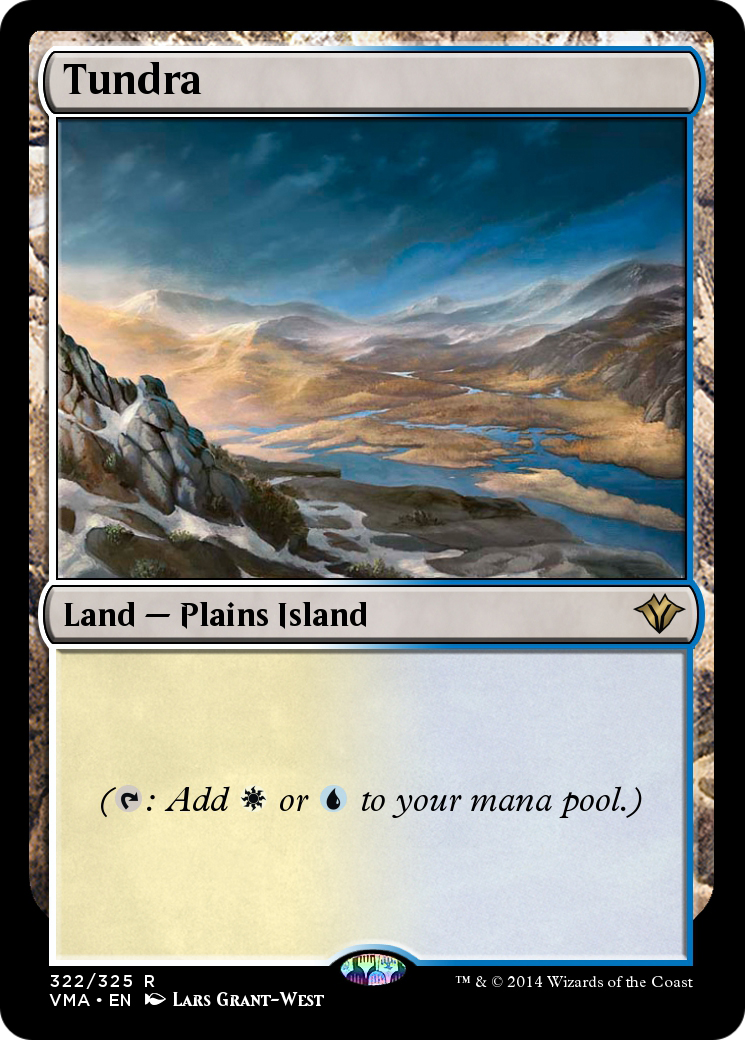 Tundra
Land — Plains Island
(: Add or to your mana pool.)
322/325 R
VMA • EN Lars Grant-West
™ & © 2014 Wizards of the Coast